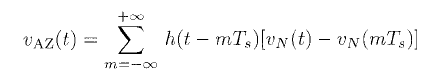 v_{AZ}(t) = \sum_{m=-\infty}^{+\infty} h(t - mT_s)[v_N(t) - v_N(mT_s)]